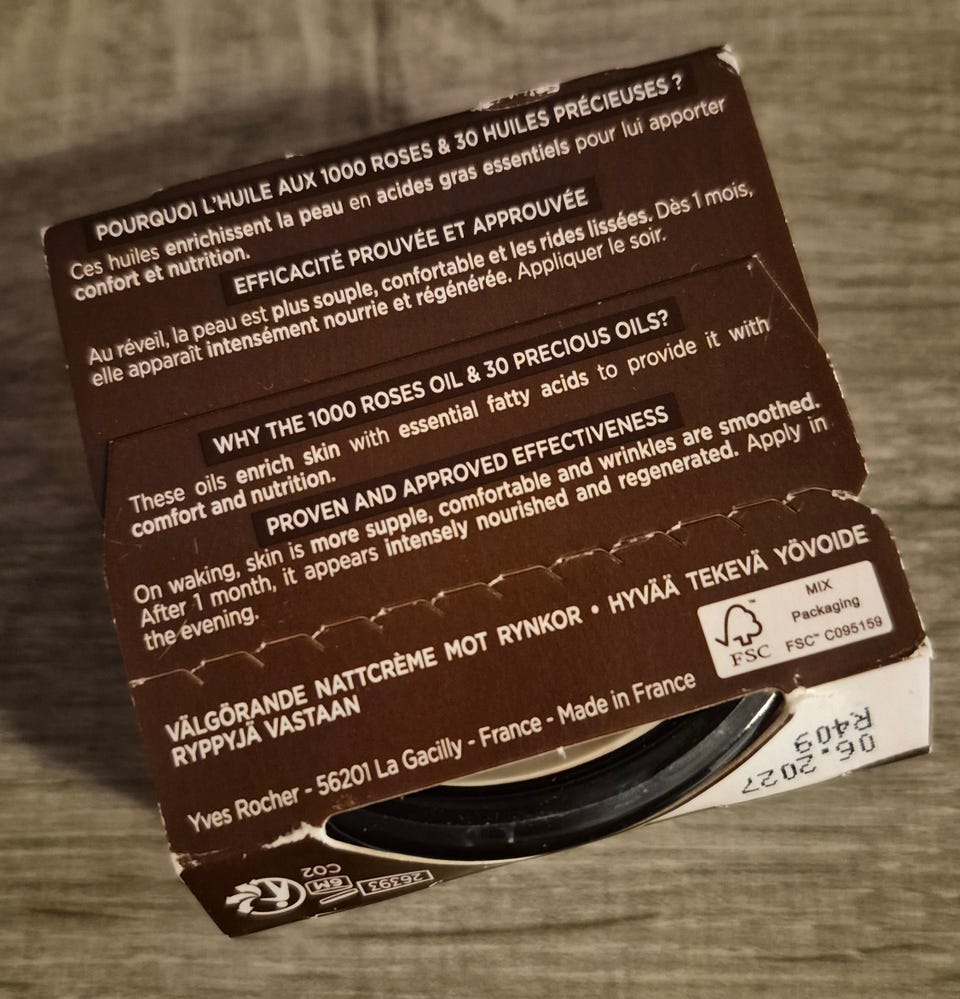 POURQUOI L'HUILE AUX 1000 ROSES & 30 HUILES PRÉCIEUSES ?
Ces huiles enrichissent la peau en acides gras essentiels pour lui apporter
confort et nutrition.
EFFICACITÉ PROUVÉE ET APPROUVÉE
Au réveil, la peau est plus souple, confortable et les rides lissées. Dès 1 mois,
elle apparaît intensément nourrie et régénérée. Appliquer le soir.
WHY THE 1000 ROSES OIL & 30 PRECIOUS OILS?
These oils enrich skin with essential fatty acids to provide it with
comfort and nutrition.
PROVEN AND APPROVED EFFECTIVENESS
On waking, skin is more supple, comfortable and wrinkles are smoothed.
After 1 month, it appears intensely nourished and regenerated. Apply in
the evening.
VÄLGÖRANDE NATTCRÈME MOT RYNKOR • HYVÄÄ TEKEVÄ YÖVOIDE
RYPPYJÄ VASTAAN
MIX
Packaging
FSC™ C095159
FSC
Yves Rocher - 56201 La Gacilly - France - Made in France
06.2027
R409
26393
6M
CO2